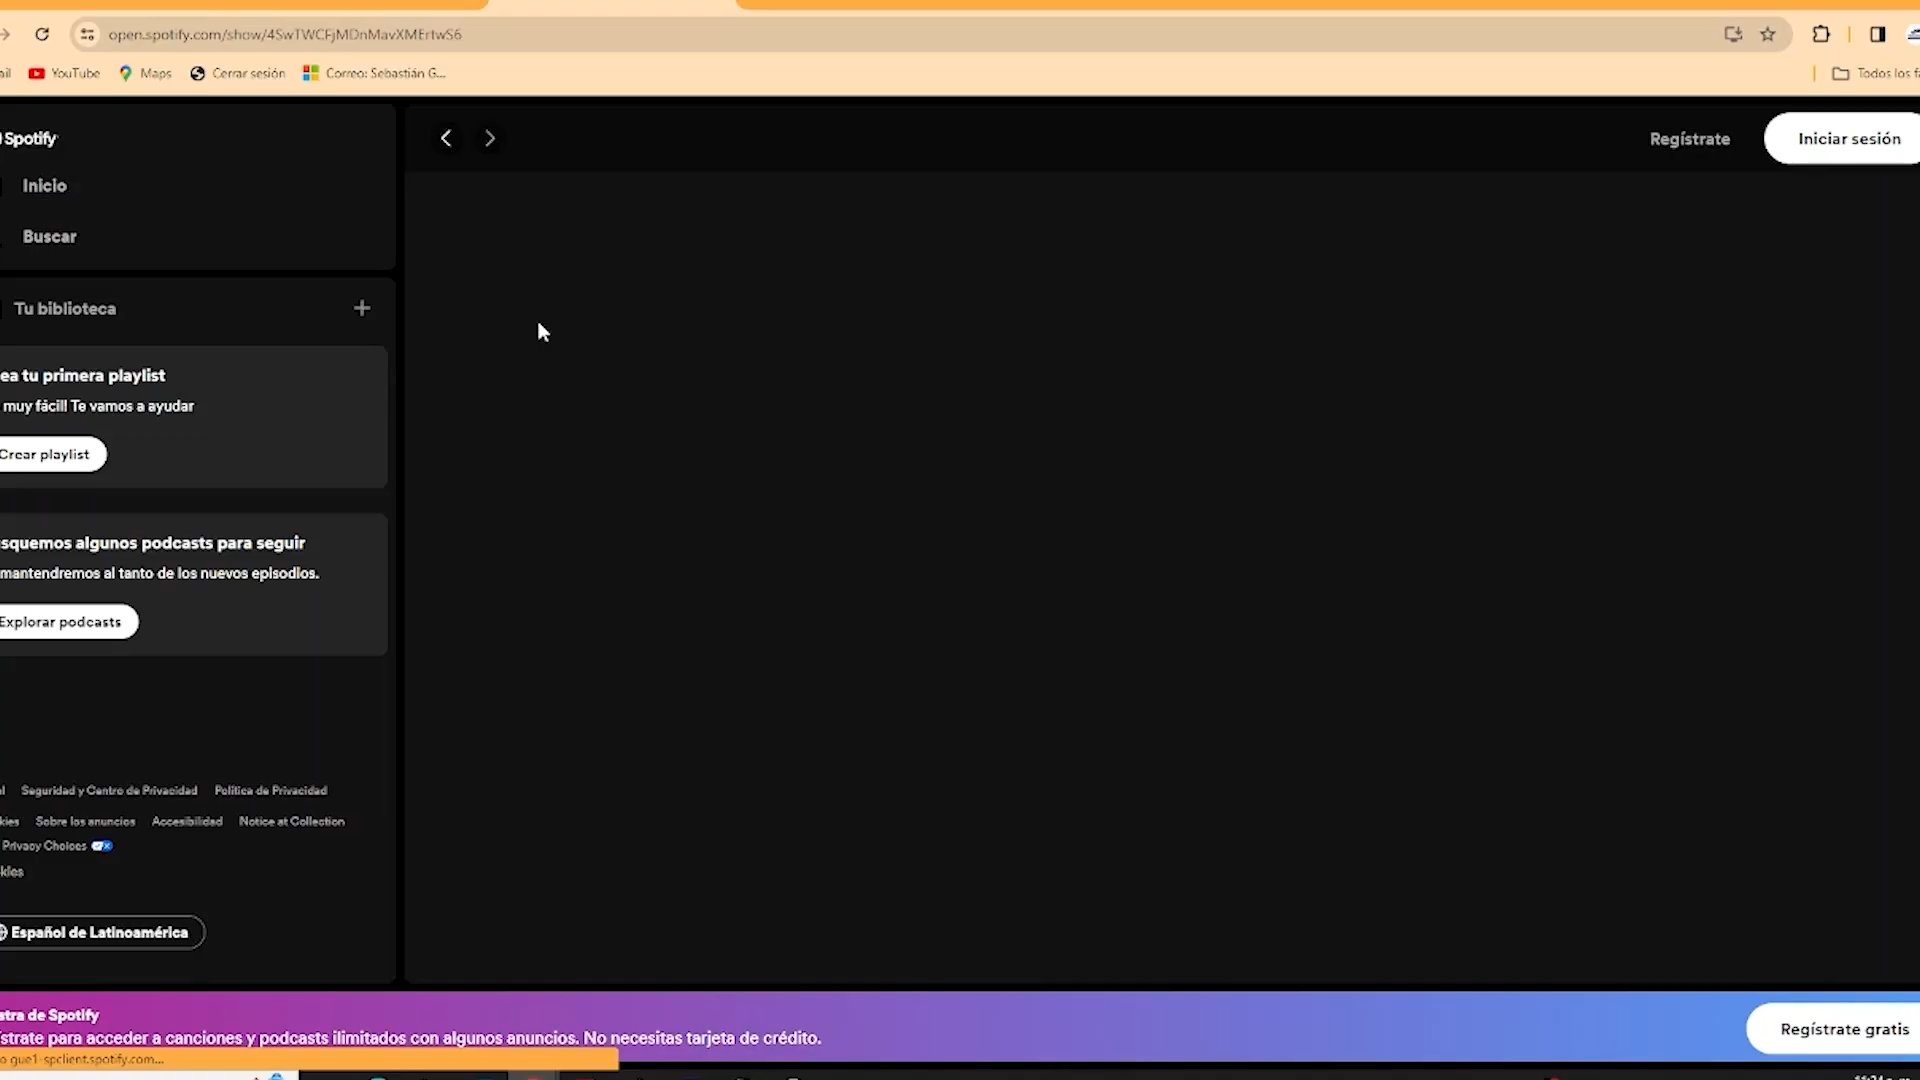 open.spotify.com/show/4SwTWCFjMDnMavXMErtwS6
YouTube
Maps
Cerrar sesión
Correo: Sebastián G...
Todos los
Spotify
Regístrate
Iniciar sesión
Inicio
Buscar
Tu biblioteca
ea tu primera playlist
muy fácil! Te vamos a ayudar
Crear playlist
squemos algunos podcasts para seguir
mantendremos al tanto de los nuevos episodios.
Explorar podcasts
Seguridad y Centro de Privacidad Política de Privacidad
kies Sobre los anuncios Accesibilidad Notice at Collection
Privacy Choices
kies
Español de Latinoamérica
stra de Spotify
ístrate para acceder a canciones y podcasts ilimitados con algunos anuncios. No necesitas tarjeta de crédito.
Regístrate gratis
o gue1-spclient.spotify.com...